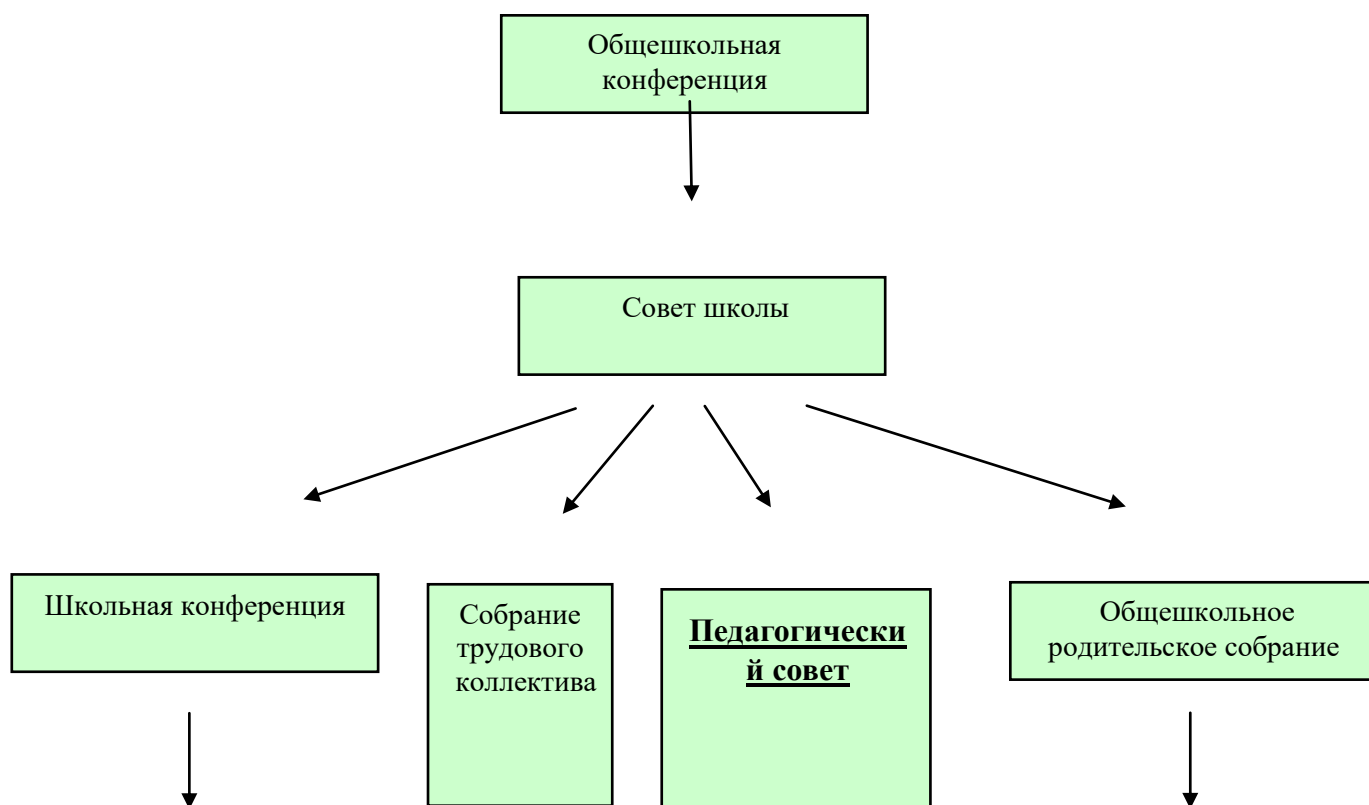 Общешкольная
конференция
Совет школы
Школьная конференция
Собрание
трудового
коллектива
Педагогически
й совет
Общешкольное
родительское собрание